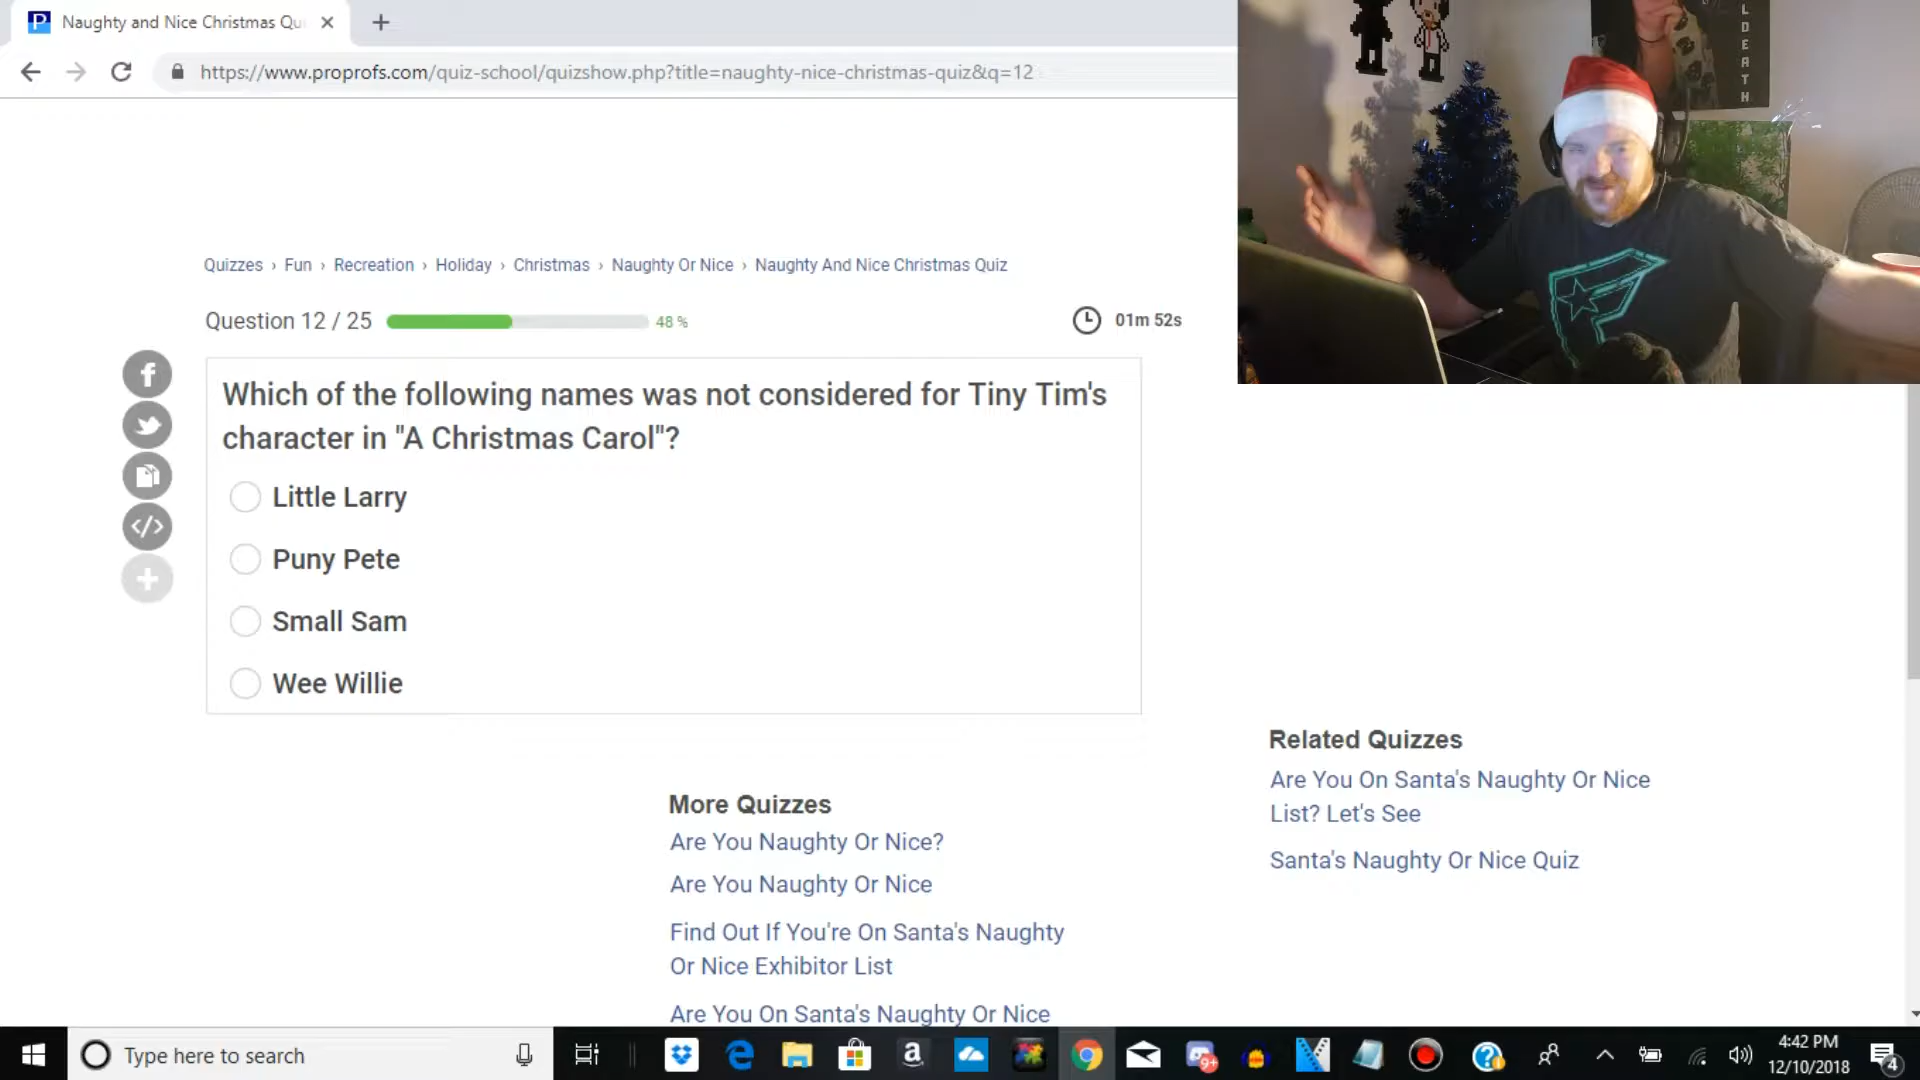 Naughty and Nice Christmas Qu
https://www.proprofs.com/quiz-school/quizshow.php?title=naughty-nice-christmas-quiz&q=12
LDEATH
Quizzes › Fun › Recreation › Holiday › Christmas › Naughty Or Nice › Naughty And Nice Christmas Quiz
Question 12 / 25 48 % 01m 52s
Which of the following names was not considered for Tiny Tim's
character in "A Christmas Carol"?
Little Larry
Puny Pete
Small Sam
Wee Willie
Related Quizzes
Are You On Santa's Naughty Or Nice
List? Let's See
Santa's Naughty Or Nice Quiz
More Quizzes
Are You Naughty Or Nice?
Are You Naughty Or Nice
Find Out If You're On Santa's Naughty
Or Nice Exhibitor List
Are You On Santa's Naughty Or Nice
Type here to search
9+
4:42 PM
12/10/2018
4